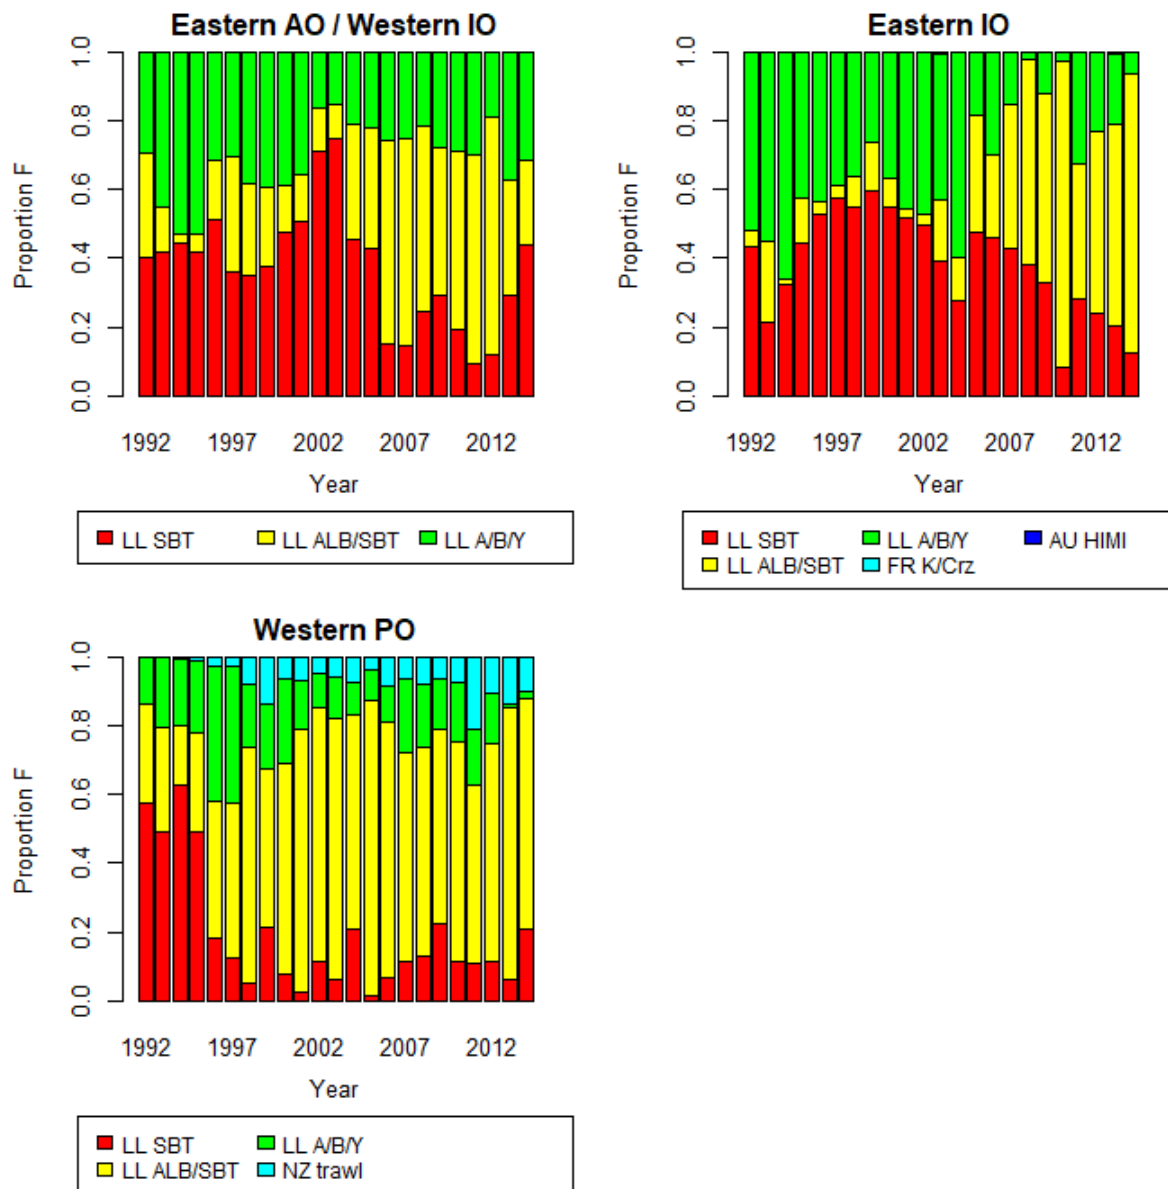 Eastern AO / Western IO
Proportion F
0.0 0.2 0.4 0.6 0.8 1.0
1992 1997 2002 2007 2012
Year
LL SBT LL ALB/SBT LL A/B/Y
Eastern IO
Proportion F
0.0 0.2 0.4 0.6 0.8 1.0
1992 1997 2002 2007 2012
Year
LL SBT LL A/B/Y AU HIMI
LL ALB/SBT FR K/Crz
Western PO
Proportion F
0.0 0.2 0.4 0.6 0.8 1.0
1992 1997 2002 2007 2012
Year
LL SBT LL A/B/Y
LL ALB/SBT NZ trawl